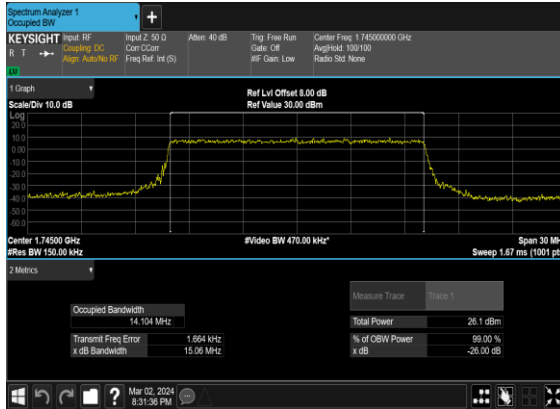 Spectrum Analyzer 1
Occupied BW
KEYSIGHT
R T
LU
Input: RF
Coupling: DC
Align: Auto/No RF
Input Z: 50 Ω
Corr CCorr
Freq Ref: Int (S)
Atten: 40 dB
Trig: Free Run
Gate: Off
#IF Gain: Low
Center Freq: 1.745000000 GHz
Avg|Hold: 100/100
Radio Std: None
1 Graph
Scale/Div 10.0 dB
Ref Lvl Offset 8.00 dB
Ref Value 30.00 dBm
Log
20.0
10.0
0.00
-10.0
-20.0
-30.0
-40.0
-50.0
-60.0
Center 1.74500 GHz
#Video BW 470.00 kHz*
Span 30 MH
#Res BW 150.00 kHz
Sweep 1.67 ms (1001 pt
2 Metrics
Measure Trace Trace 1
Occupied Bandwidth
14.104 MHz
Total Power 26.1 dBm
Transmit Freq Error 1.664 kHz
% of OBW Power 99.00 %
x dB Bandwidth 15.06 MHz
x dB -26.00 dB
?
Mar 02, 2024
8:31:36 PM